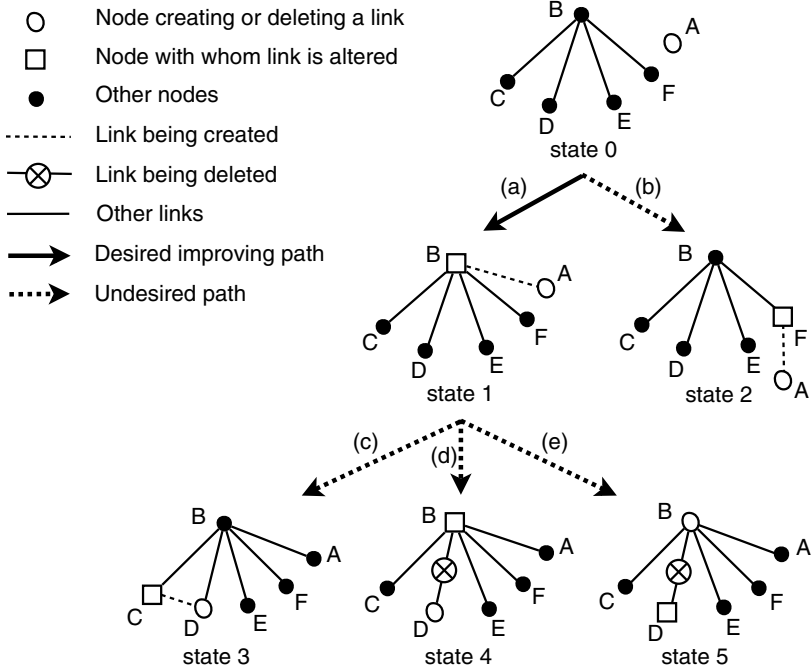 Node creating or deleting a link
Node with whom link is altered
Other nodes
Link being created
Link being deleted
Other links
Desired improving path
Undesired path
B
A
C
D
E
F
state 0
(a)
(b)
B
A
C
D
E
F
state 1
B
C
D
E
F
A
state 2
(c)
(d)
(e)
B
A
C
D
E
F
state 3
B
A
C
D
E
F
state 4
B
A
C
D
E
F
state 5